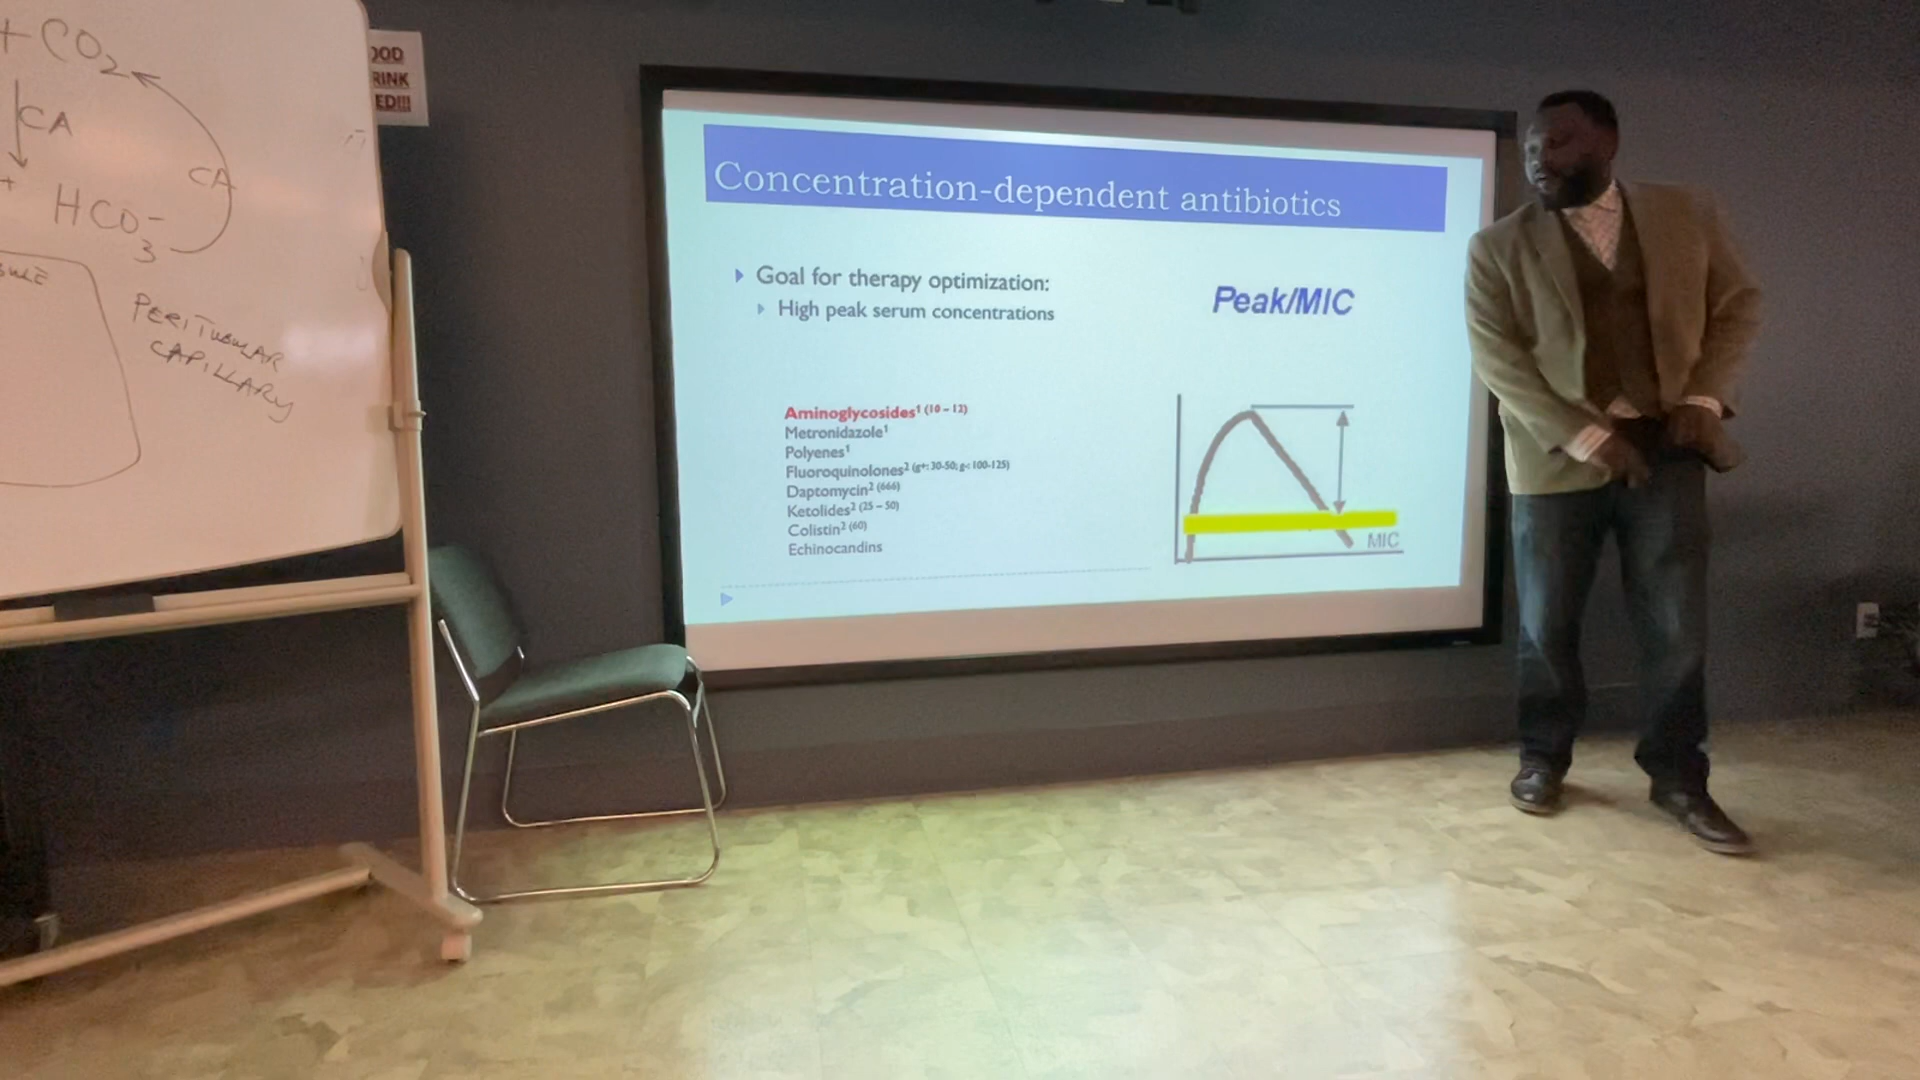 + CO2
CA
CA
+ HCO3-
PERITUBULAR
CAPILLARY
OOD
RINK
ED!!!
Concentration-dependent antibiotics
Goal for therapy optimization:
High peak serum concentrations
Peak/MIC
Aminoglycosides¹ (10 – 12)
Metronidazole¹
Polyenes¹
Fluoroquinolones² (g+: 30-50; g-: 100-125)
Daptomycin² (666)
Ketolides² (25 – 50)
Colistin² (60)
Echinocandins
MIC